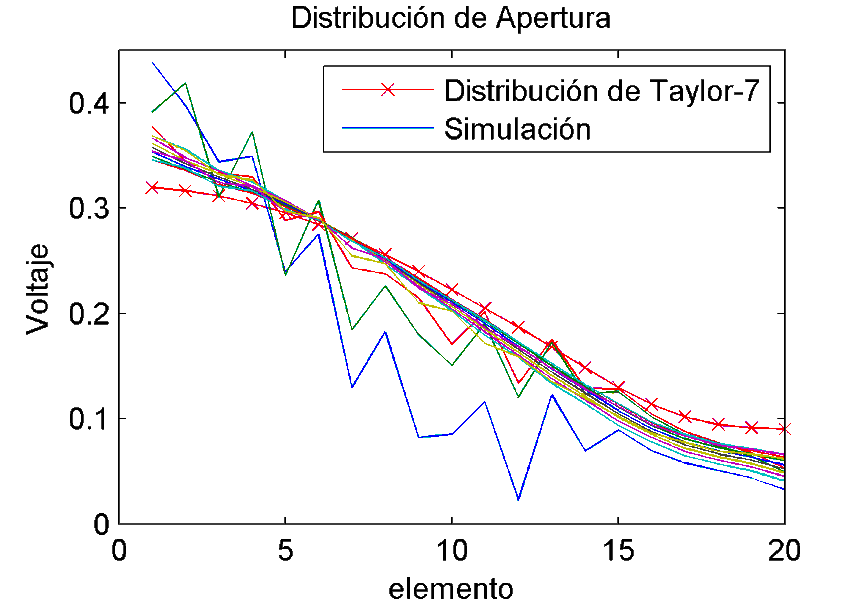 Distribución de Apertura
Distribución de Taylor-7
Simulación
Voltaje
0.4
0.3
0.2
0.1
0
0 5 10 15 20
elemento